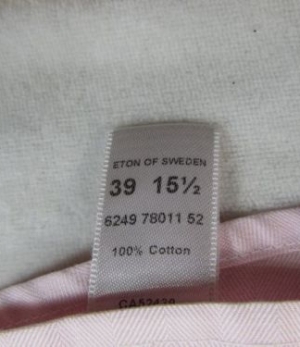 ETON OF SWEDEN
39 15½
6249 78011 52
100% Cotton